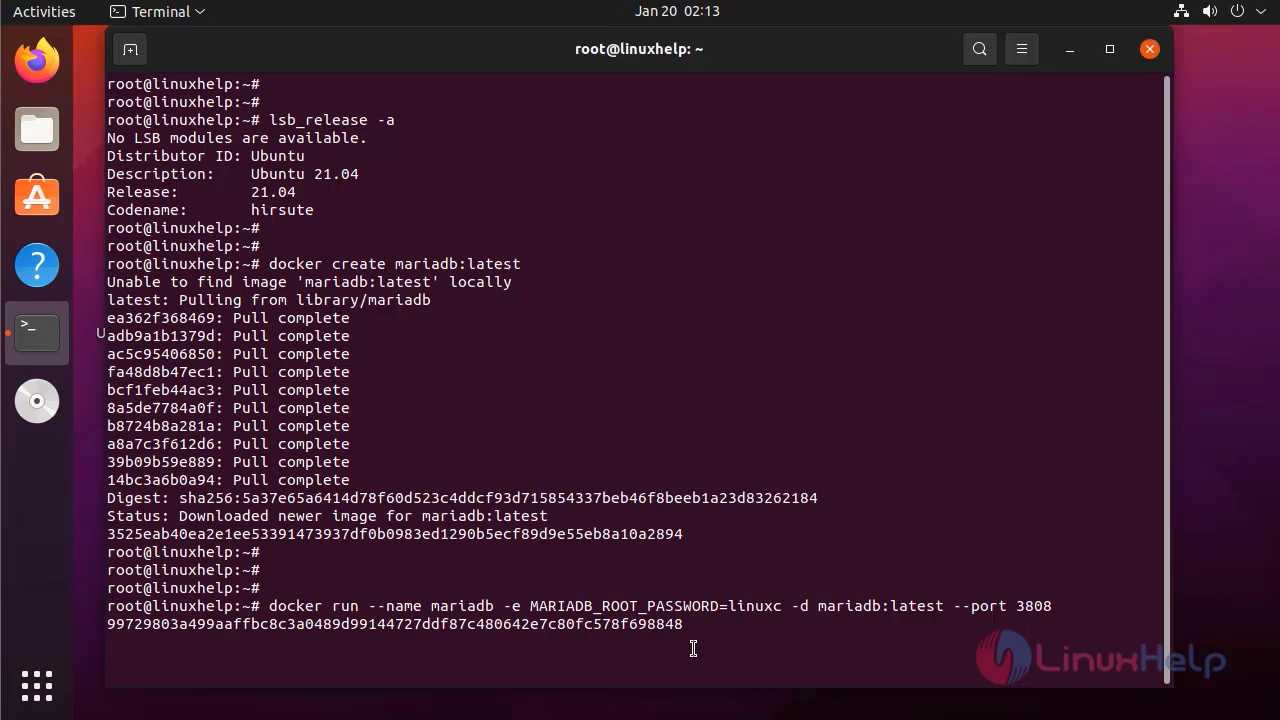 Activities
Terminal
Jan 20 02:13
root@linuxhelp: ~
root@linuxhelp:~#
root@linuxhelp:~#
root@linuxhelp:~# lsb_release -a
No LSB modules are available.
Distributor ID: Ubuntu
Description:    Ubuntu 21.04
Release:        21.04
Codename:       hirsute
root@linuxhelp:~#
root@linuxhelp:~#
root@linuxhelp:~# docker create mariadb:latest
Unable to find image 'mariadb:latest' locally
latest: Pulling from library/mariadb
ea362f368469: Pull complete
U
adb9a1b1379d: Pull complete
ac5c95406850: Pull complete
fa48d8b47ec1: Pull complete
bcf1feb44ac3: Pull complete
8a5de7784a0f: Pull complete
b8724b8a281a: Pull complete
a8a7c3f612d6: Pull complete
39b09b59e889: Pull complete
14bc3a6b0a94: Pull complete
Digest: sha256:5a37e65a6414d78f60d523c4ddcf93d715854337beb46f8beeb1a23d83262184
Status: Downloaded newer image for mariadb:latest
3525eab40ea2e1ee53391473937df0b0983ed1290b5ecf89d9e55eb8a10a2894
root@linuxhelp:~#
root@linuxhelp:~#
root@linuxhelp:~#
root@linuxhelp:~# docker run --name mariadb -e MARIADB_ROOT_PASSWORD=linuxc -d mariadb:latest --port 3808
99729803a499aaffbc8c3a0489d99144727ddf87c480642e7c80fc578f698848
LinuxHelp